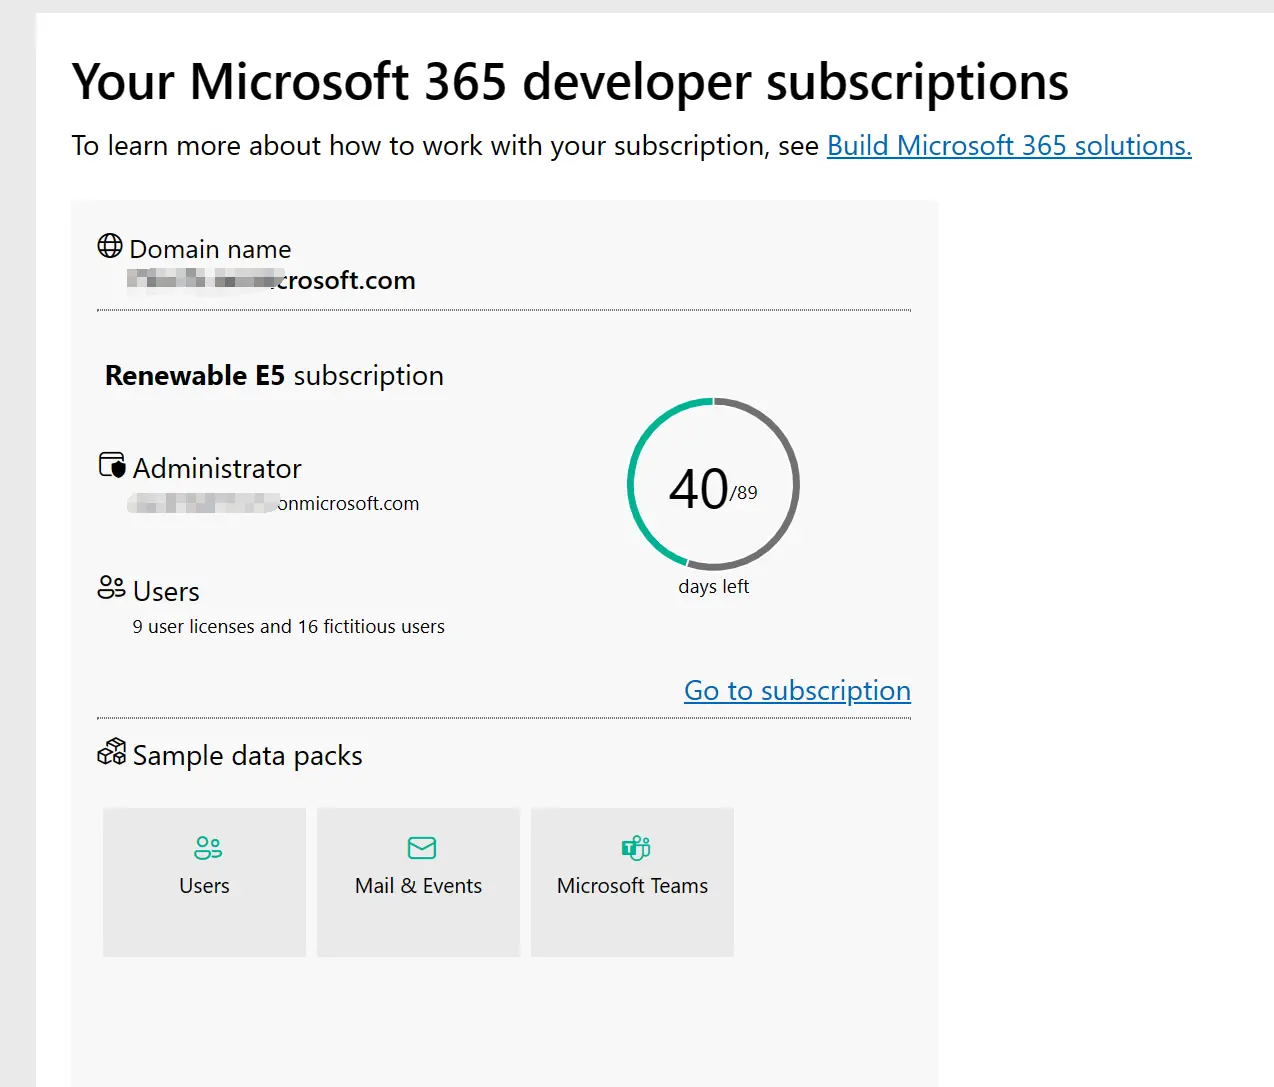 Your Microsoft 365 developer subscriptions
To learn more about how to work with your subscription, see Build Microsoft 365 solutions.
Domain name
crosoft.com
Renewable E5 subscription
Administrator
onmicrosoft.com
40/89
days left
Users
9 user licenses and 16 fictitious users
Go to subscription
Sample data packs
Users
Mail & Events
Microsoft Teams